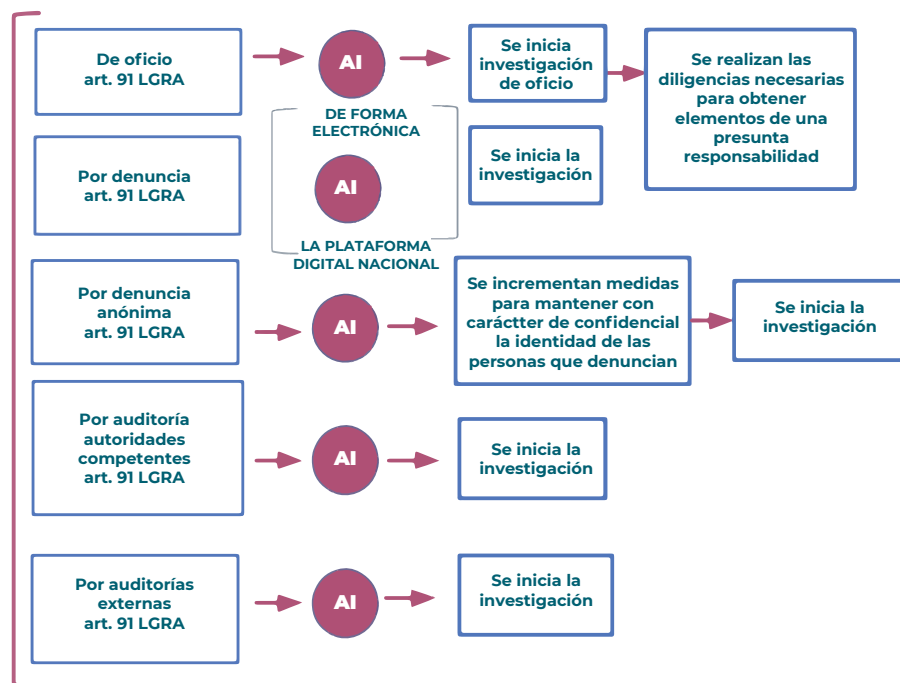 De oficio
art. 91 LGRA
AI
Se inicia
investigación
de oficio
Se realizan las
diligencias necesarias
para obtener
elementos de una
presunta
responsabilidad
Por denuncia
art. 91 LGRA
DE FORMA
ELECTRÓNICA
AI
LA PLATAFORMA
DIGITAL NACIONAL
Se inicia la
investigación
Por denuncia
anónima
art. 91 LGRA
AI
Se incrementan medidas
para mantener con
caráctter de confidencial
la identidad de las
personas que denuncian
Se inicia la
investigación
Por auditoría
autoridades
competentes
art. 91 LGRA
AI
Se inicia la
investigación
Por auditorías
externas
art. 91 LGRA
AI
Se inicia la
investigación